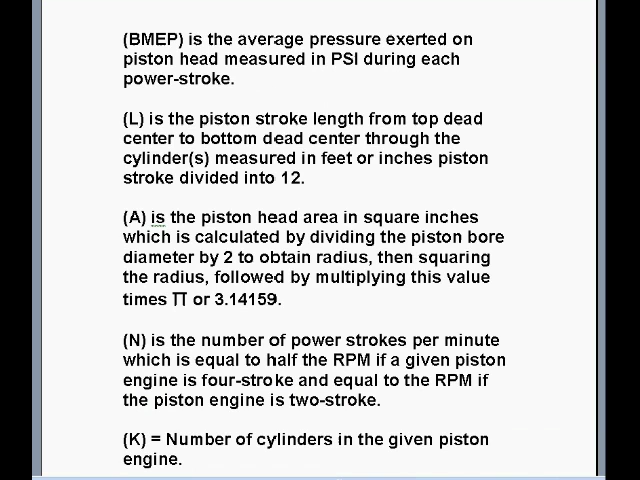 (BMEP) is the average pressure exerted on
piston head measured in PSI during each
power-stroke.
(L) is the piston stroke length from top dead
center to bottom dead center through the
cylinder(s) measured in feet or inches piston
stroke divided into 12.
(A) is the piston head area in square inches
which is calculated by dividing the piston bore
diameter by 2 to obtain radius, then squaring
the radius, followed by multiplying this value
times ∏ or 3.14159.
(N) is the number of power strokes per minute
which is equal to half the RPM if a given piston
engine is four-stroke and equal to the RPM if
the piston engine is two-stroke.
(K) = Number of cylinders in the given piston
engine.